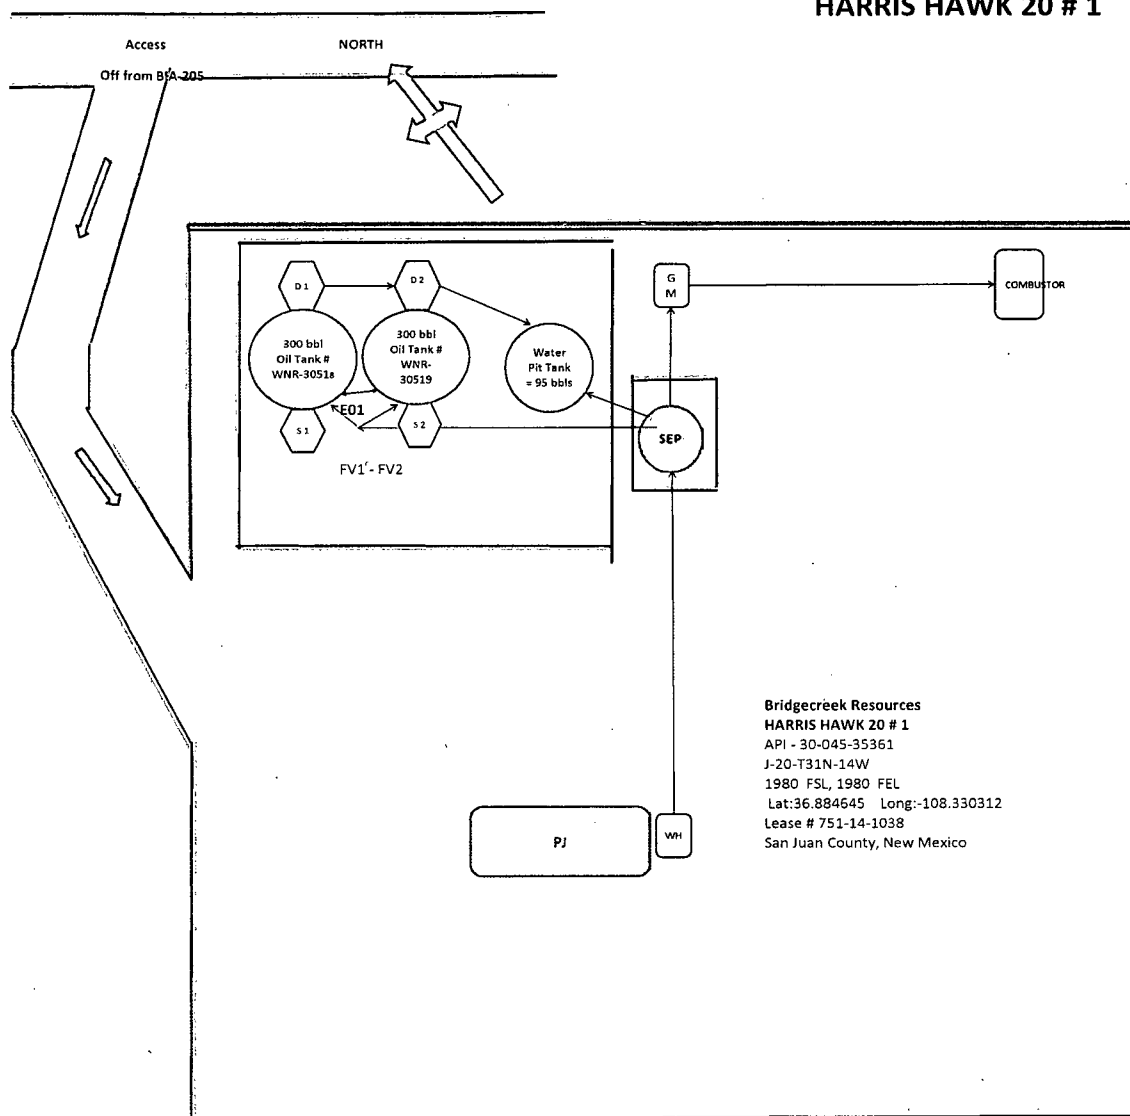 HARRIS HAWK 20 # 1
Access
NORTH
Off from BIA-205
D 1
D 2
300 bbl
Oil Tank #
WNR-30518
300 bbl
Oil Tank #
WNR-
30519
Water
Pit Tank
= 95 bbls
G
M
COMBUSTOR
E01
S 1
S 2
SEP
FV1'- FV2
Bridgecreek Resources
HARRIS HAWK 20 # 1
API - 30-045-35361
J-20-T31N-14W
1980 FSL, 1980 FEL
Lat:36.884645 Long:-108.330312
Lease # 751-14-1038
San Juan County, New Mexico
PJ
WH